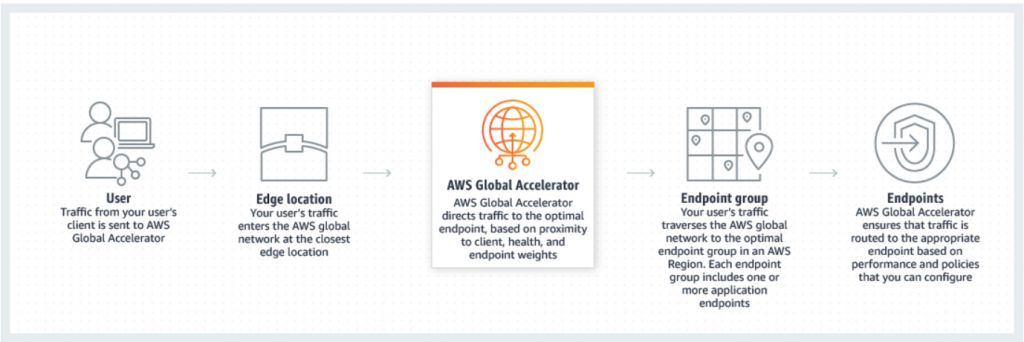 User
Traffic from your user's
client is sent to AWS
Global Accelerator
Edge location
Your user's traffic
enters the AWS global
network at the closest
edge location
AWS Global Accelerator
AWS Global Accelerator
directs traffic to the optimal
endpoint, based on proximity
to client, health, and
endpoint weights
Endpoint group
Your user's traffic
traverses the AWS global
network to the optimal
endpoint group in an AWS
Region. Each endpoint
group includes one or
more application
endpoints
Endpoints
AWS Global Accelerator
ensures that traffic is
routed to the appropriate
endpoint based on
performance and policies
that you can configure